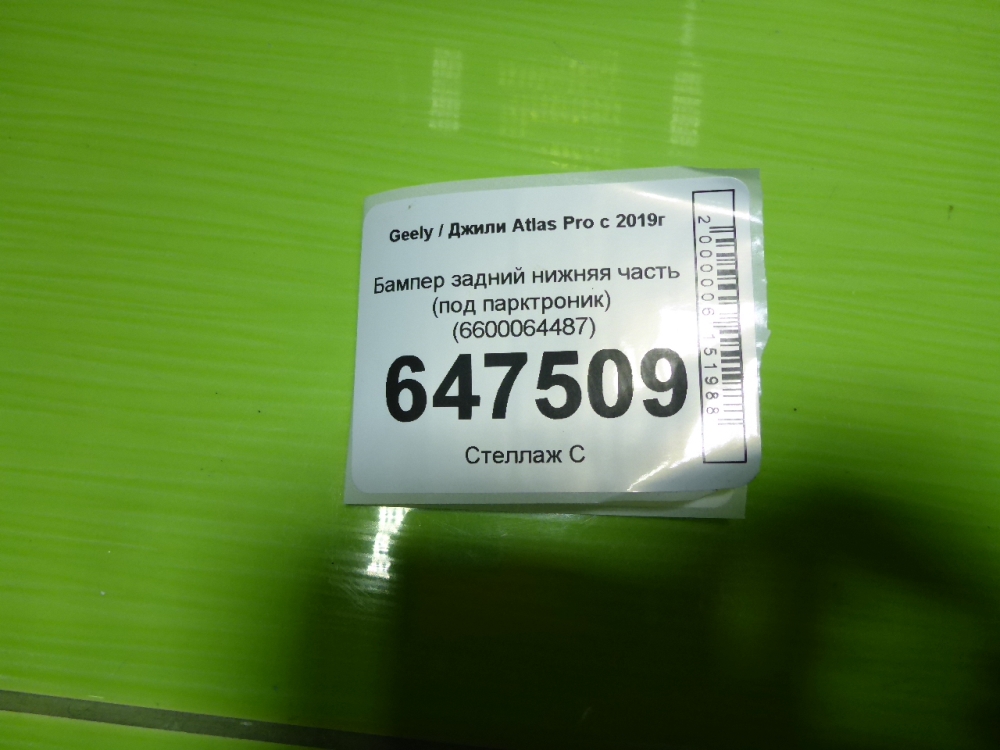 Geely / Джили Atlas Pro с 2019г
Бампер задний нижняя часть
(под парктроник)
(6600064487)
647509
Стеллаж С
2000006151988